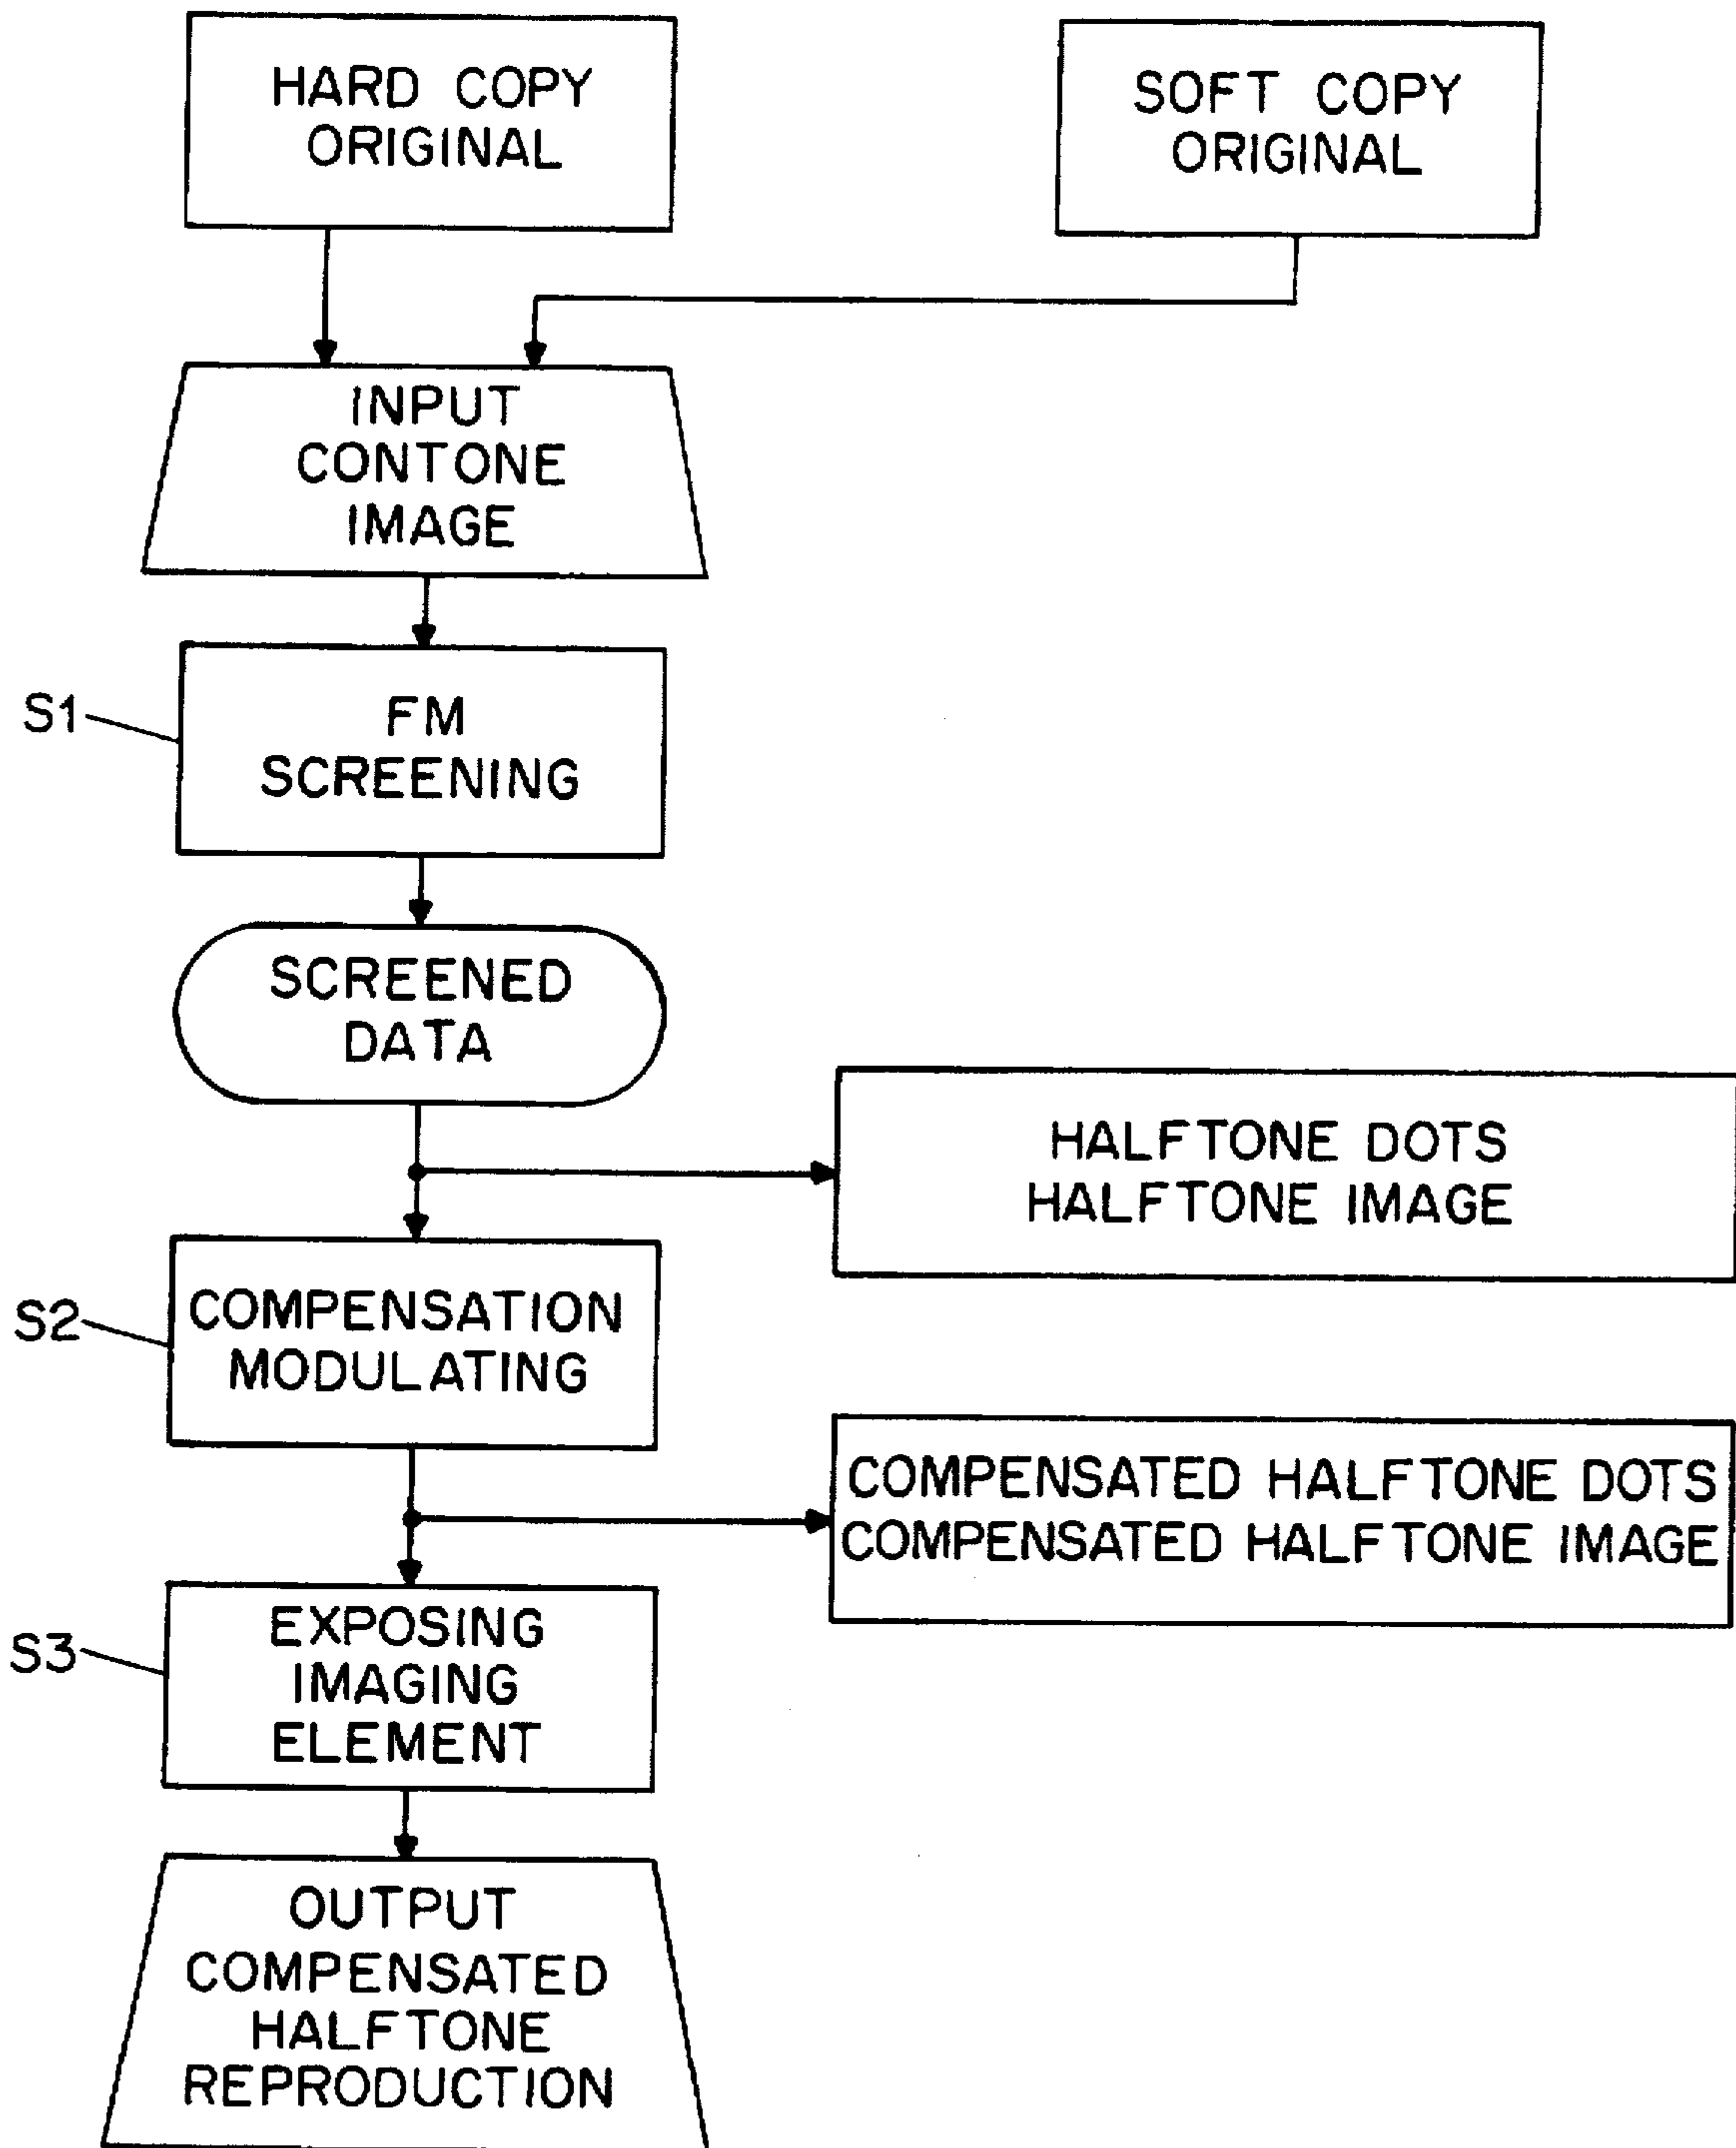 HARD COPY
ORIGINAL
SOFT COPY
ORIGINAL
INPUT
CONTONE
IMAGE
S1
FM
SCREENING
SCREENED
DATA
HALFTONE DOTS
HALFTONE IMAGE
S2
COMPENSATION
MODULATING
COMPENSATED HALFTONE DOTS
COMPENSATED HALFTONE IMAGE
S3
EXPOSING
IMAGING
ELEMENT
OUTPUT
COMPENSATED
HALFTONE
REPRODUCTION